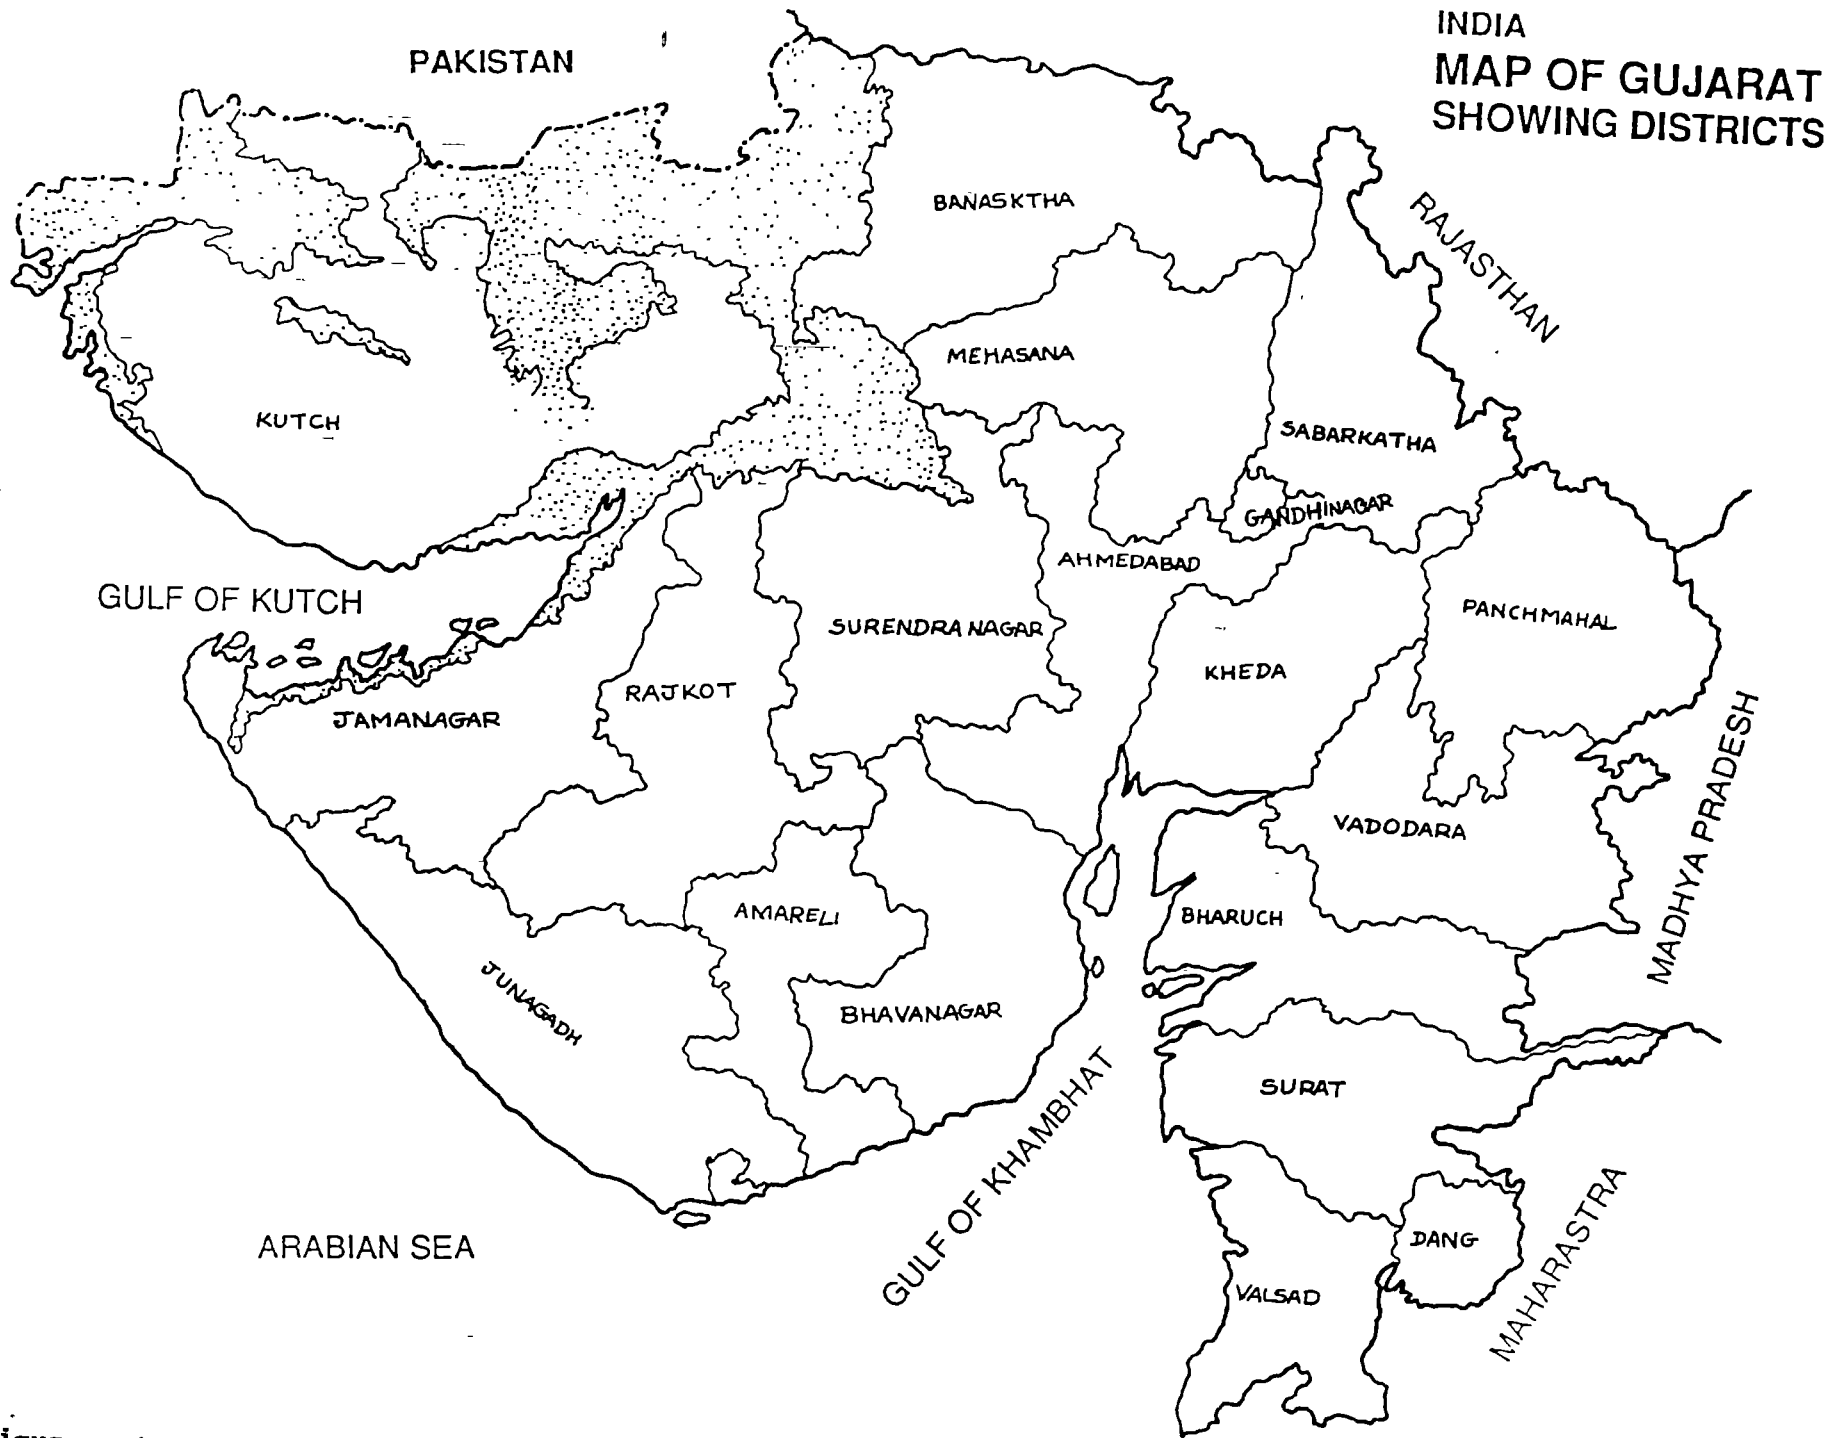 INDIA
MAP OF GUJARAT
SHOWING DISTRICTS
PAKISTAN
RAJASTHAN
BANASKTHA
MEHASANA
KUTCH
SABARKATHA
GANDHINAGAR
AHMEDABAD
GULF OF KUTCH
PANCHMAHAL
SURENDRA NAGAR
KHEDA
RAJKOT
JAMANAGAR
MADHYA PRADESH
VADODARA
AMARELI
BHARUCH
JUNAGADH
BHAVANAGAR
SURAT
GULF OF KHAMBHAT
ARABIAN SEA
DANG
VALSAD
MAHARASTRA